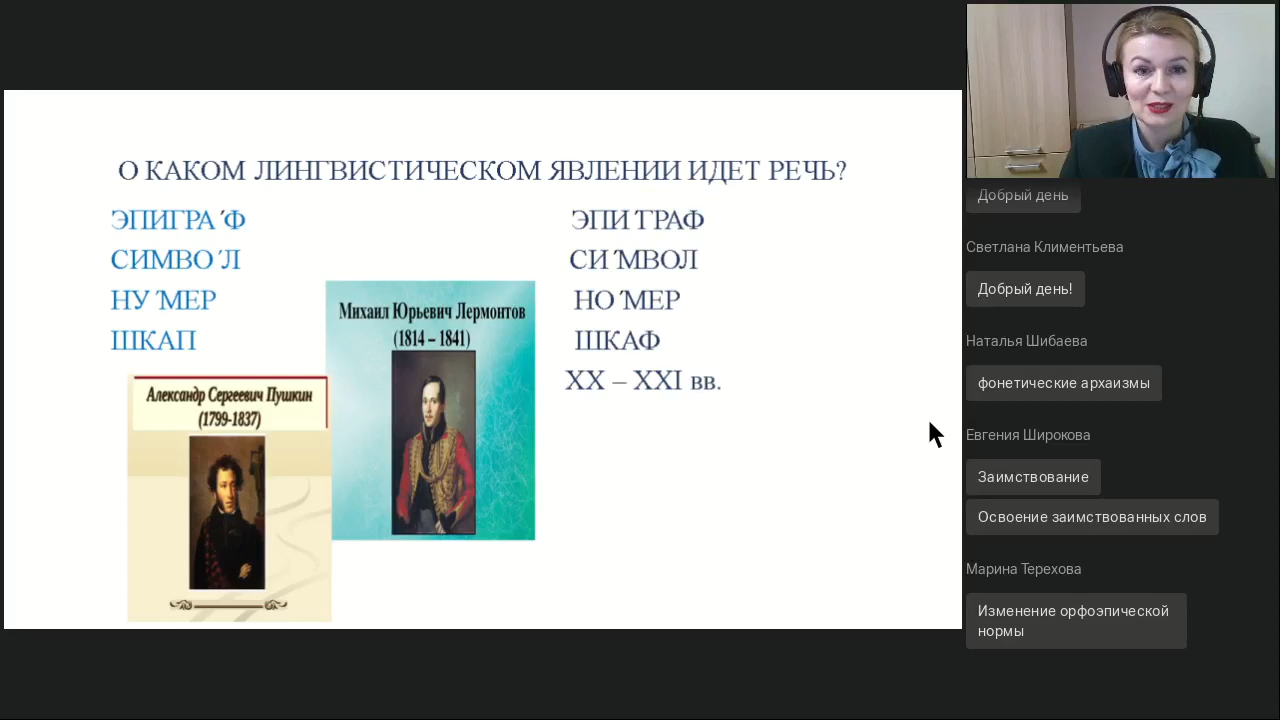 О КАКОМ ЛИНГВИСТИЧЕСКОМ ЯВЛЕНИИ ИДЕТ РЕЧЬ?
ЭПИГРА ́Ф
СИМВО ́Л
НУ ́МЕР
ШКАП
ЭПИ ́ГРАФ
СИ ́МВОЛ
НО ́МЕР
ШКАФ
XX – XXI вв.
Михаил Юрьевич Лермонтов
(1814 – 1841)
Александр Сергеевич Пушкин
(1799-1837)
Добрый день
Светлана Климентьева
Добрый день!
Наталья Шибаева
фонетические архаизмы
Евгения Широкова
Заимствование
Освоение заимствованных слов
Марина Терехова
Изменение орфоэпической
нормы